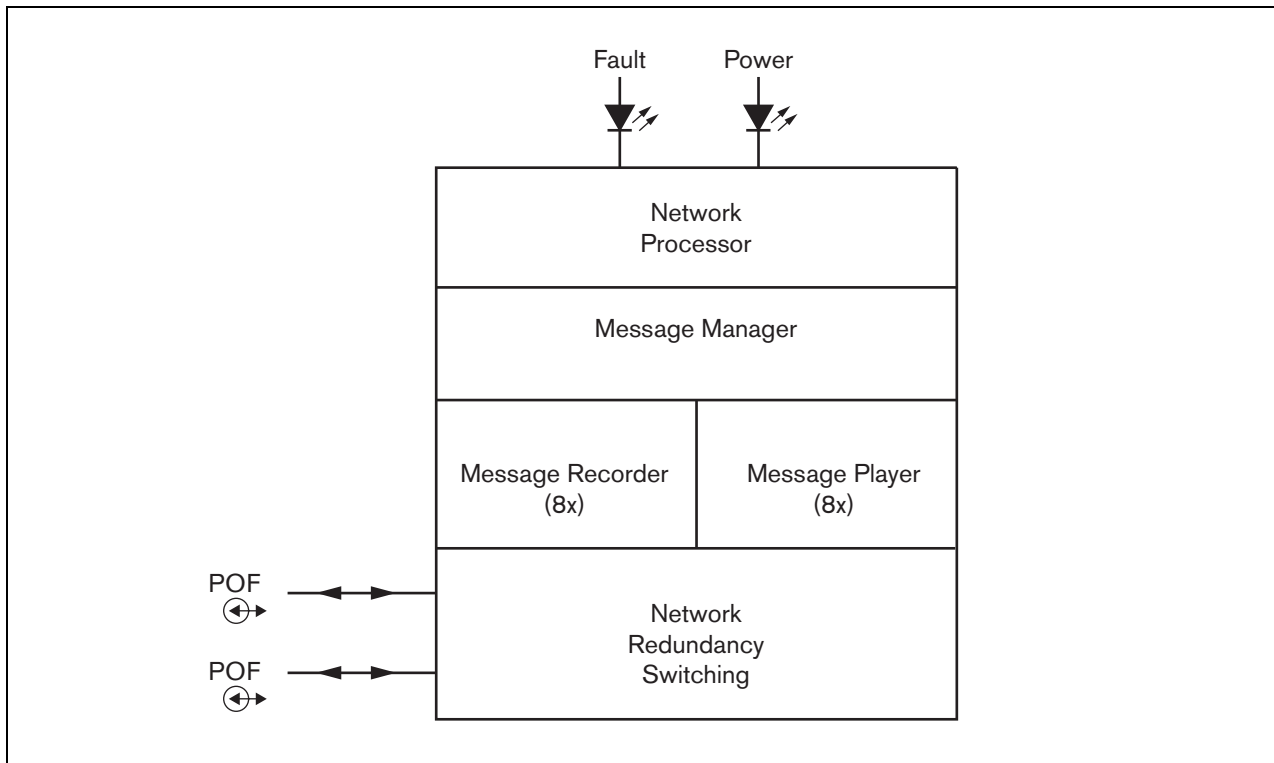 Fault
Power
Network
Processor
Message Manager
Message Recorder
(8x)
Message Player
(8x)
POF
POF
Network
Redundancy
Switching